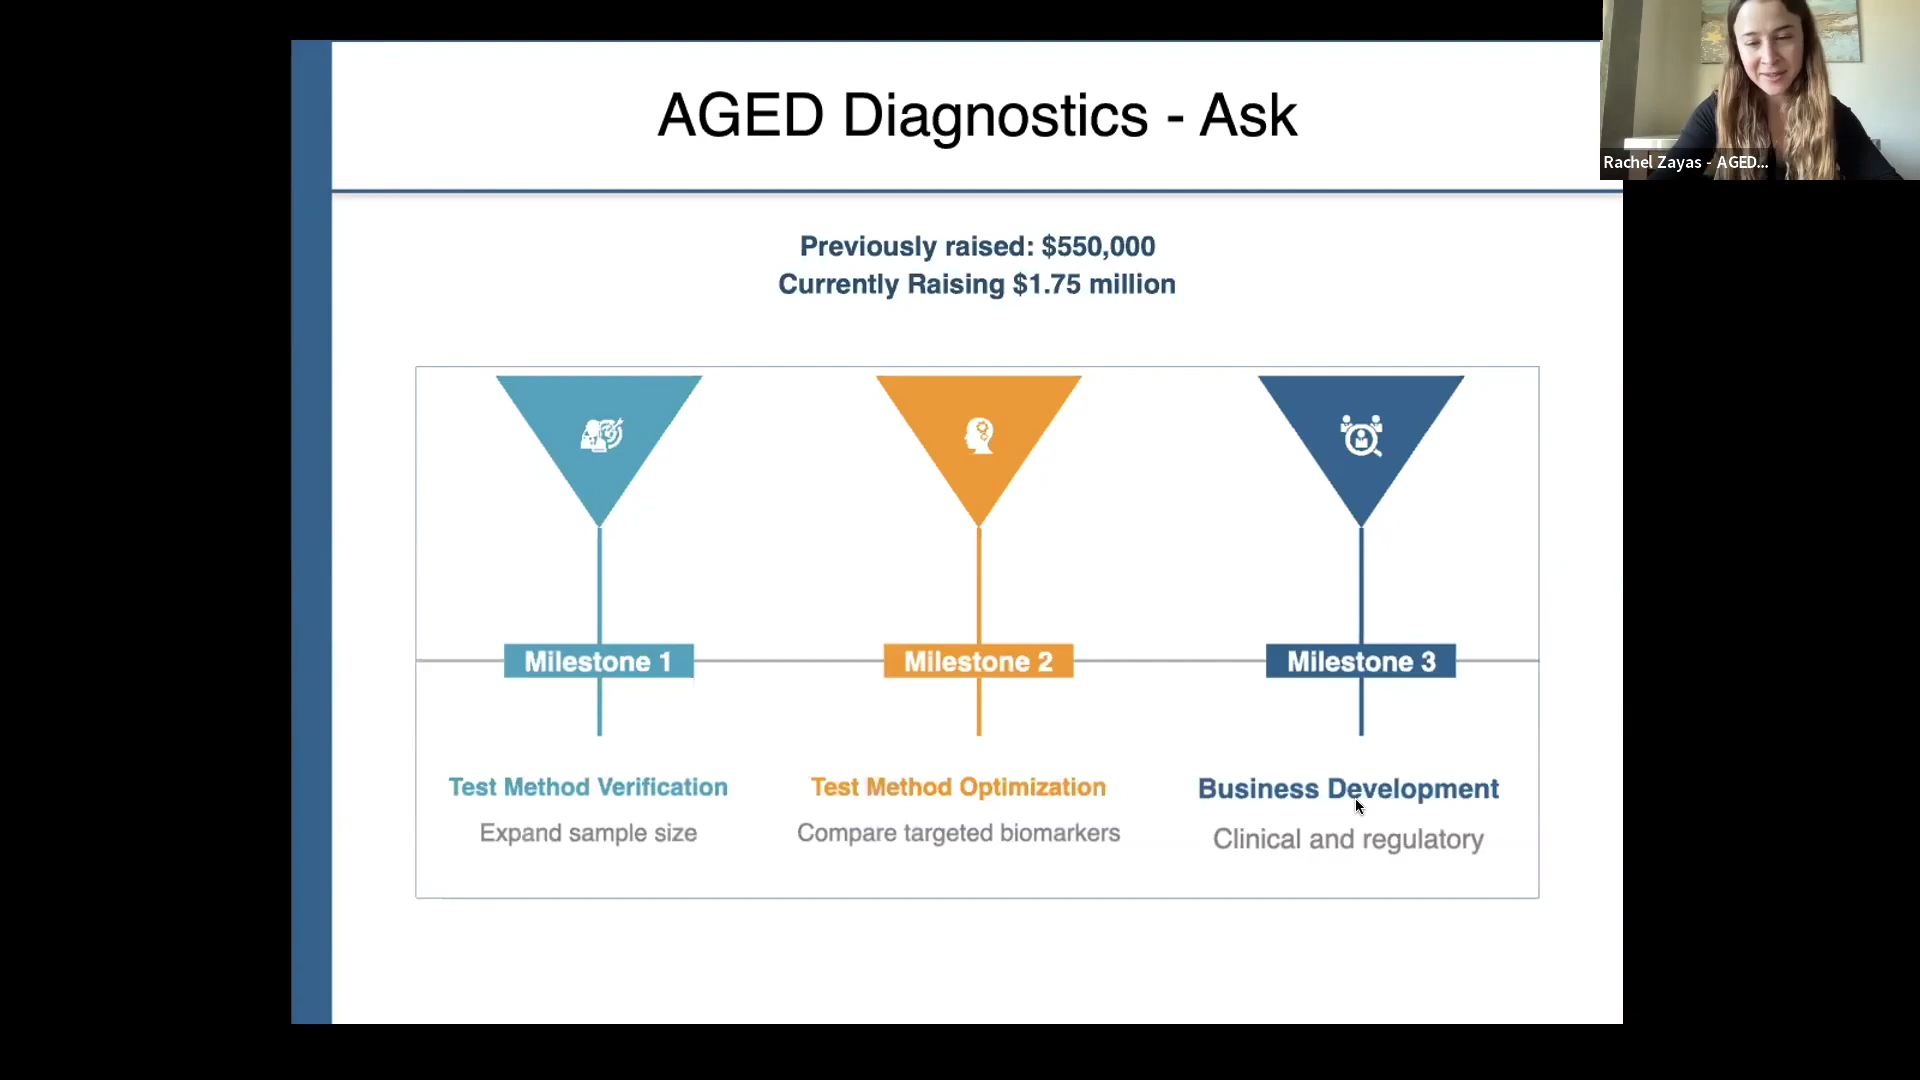 AGED Diagnostics - Ask
Rachel Zayas - AGED...
Previously raised: $550,000
Currently Raising $1.75 million
Milestone 1
Milestone 2
Milestone 3
Test Method Verification
Expand sample size
Test Method Optimization
Compare targeted biomarkers
Business Development
Clinical and regulatory